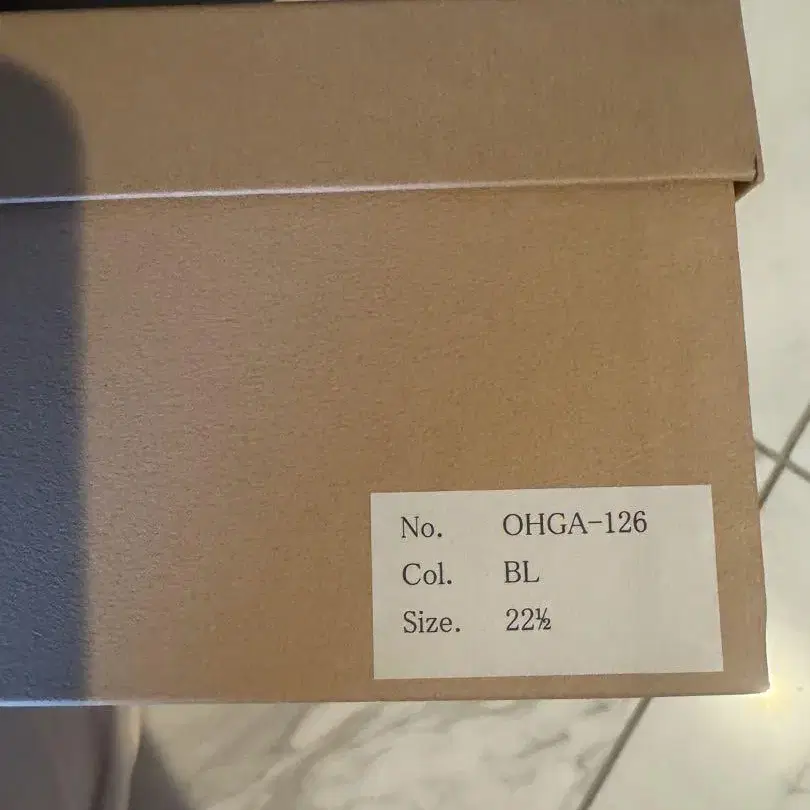 No. OHGA-126
Col. BL
Size. 22½